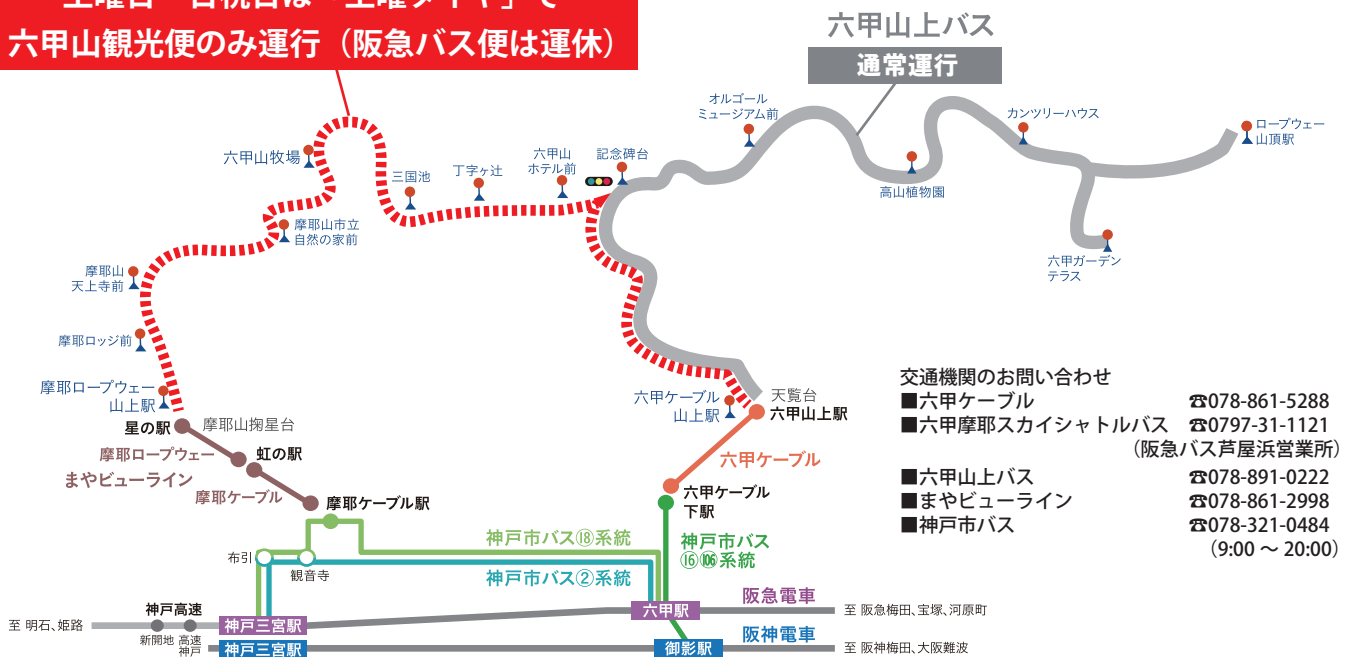 土曜日・日祝日は「土曜ダイヤ」で
六甲山観光便のみ運行（阪急バス便は運休）
六甲山上バス
通常運行
オルゴール
ミュージアム前
カンツリーハウス
ロープウェー
山頂駅
六甲山牧場
三国池
丁字ヶ辻
六甲山
ホテル前
記念碑台
高山植物園
摩耶山市立
自然の家前
六甲ガーデン
テラス
摩耶山
天上寺前
摩耶ロッジ前
摩耶ロープウェー
山上駅
六甲ケーブル
山上駅
天覧台
六甲山上駅
星の駅
摩耶山掬星台
摩耶ロープウェー
虹の駅
まやビューライン
摩耶ケーブル
摩耶ケーブル駅
六甲ケーブル
六甲ケーブル
下駅
交通機関のお問い合わせ
■六甲ケーブル ☎078-861-5288
■六甲摩耶スカイシャトルバス ☎0797-31-1121
（阪急バス芦屋浜営業所）
■六甲山上バス ☎078-891-0222
■まやビューライン ☎078-861-2998
■神戸市バス ☎078-321-0484
（9:00 〜 20:00）
神戸市バス⑱系統
神戸市バス
⑯106系統
布引
観音寺
神戸市バス②系統
阪急電車
神戸高速
六甲駅
至 阪急梅田、宝塚、河原町
至 明石、姫路
神戸三宮駅
新開地
高速
神戸
阪神電車
神戸三宮駅
御影駅
至 阪神梅田、大阪難波